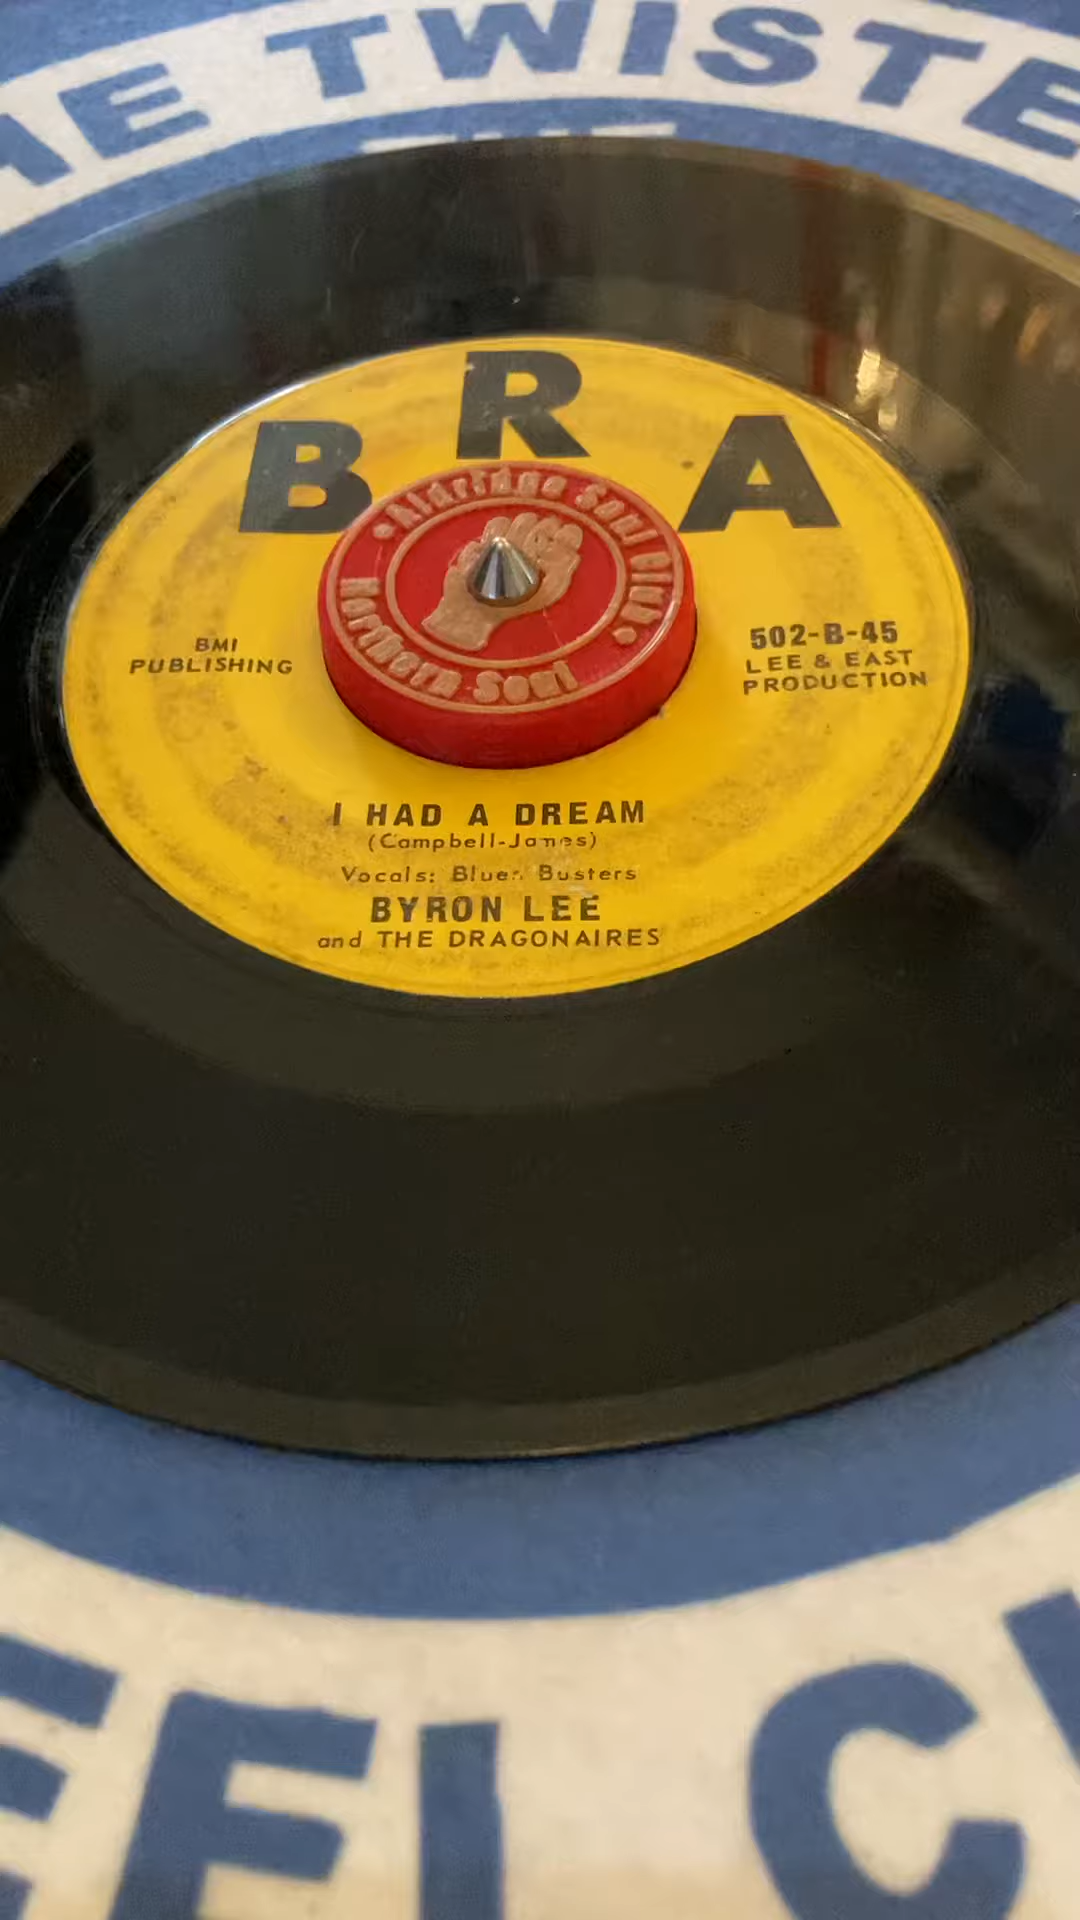 THE TWISTE
B R A
Aldridge Soul Club
Northern Soul
BMI
PUBLISHING
502-B-45
LEE & EAST
PRODUCTION
I HAD A DREAM
(Campbell-James)
Vocals: Blues Busters
BYRON LEE
and THE DRAGONAIRES